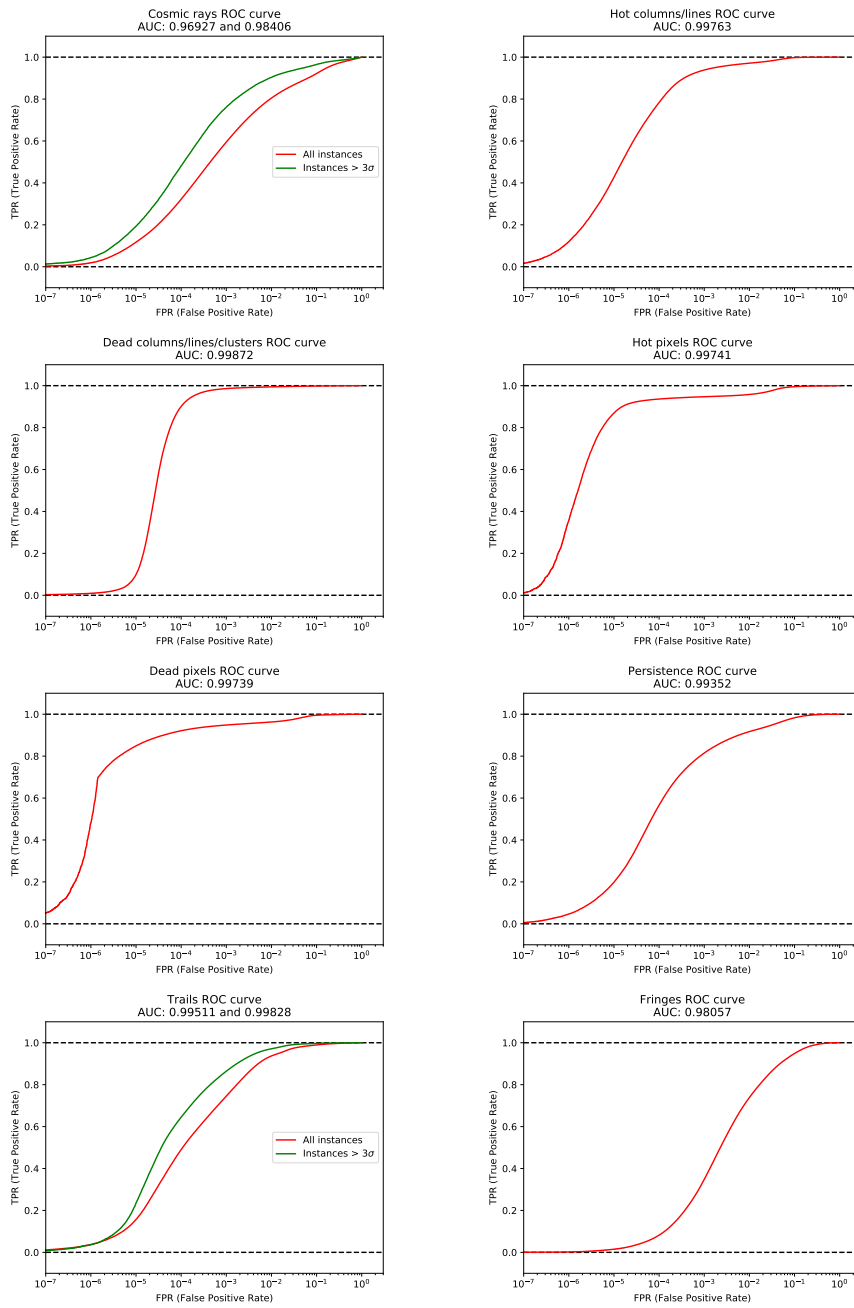 Cosmic rays ROC curve
AUC: 0.96927 and 0.98406
TPR (True Positive Rate)
1.0
0.8
0.6
0.4
0.2
0.0
All instances
Instances > 3σ
10⁻⁷ 10⁻⁶ 10⁻⁵ 10⁻⁴ 10⁻³ 10⁻² 10⁻¹ 10⁰
FPR (False Positive Rate)
Hot columns/lines ROC curve
AUC: 0.99763
TPR (True Positive Rate)
1.0
0.8
0.6
0.4
0.2
0.0
10⁻⁷ 10⁻⁶ 10⁻⁵ 10⁻⁴ 10⁻³ 10⁻² 10⁻¹ 10⁰
FPR (False Positive Rate)
Dead columns/lines/clusters ROC curve
AUC: 0.99872
TPR (True Positive Rate)
1.0
0.8
0.6
0.4
0.2
0.0
10⁻⁷ 10⁻⁶ 10⁻⁵ 10⁻⁴ 10⁻³ 10⁻² 10⁻¹ 10⁰
FPR (False Positive Rate)
Hot pixels ROC curve
AUC: 0.99741
TPR (True Positive Rate)
1.0
0.8
0.6
0.4
0.2
0.0
10⁻⁷ 10⁻⁶ 10⁻⁵ 10⁻⁴ 10⁻³ 10⁻² 10⁻¹ 10⁰
FPR (False Positive Rate)
Dead pixels ROC curve
AUC: 0.99739
TPR (True Positive Rate)
1.0
0.8
0.6
0.4
0.2
0.0
10⁻⁷ 10⁻⁶ 10⁻⁵ 10⁻⁴ 10⁻³ 10⁻² 10⁻¹ 10⁰
FPR (False Positive Rate)
Persistence ROC curve
AUC: 0.99352
TPR (True Positive Rate)
1.0
0.8
0.6
0.4
0.2
0.0
10⁻⁷ 10⁻⁶ 10⁻⁵ 10⁻⁴ 10⁻³ 10⁻² 10⁻¹ 10⁰
FPR (False Positive Rate)
Trails ROC curve
AUC: 0.99511 and 0.99828
TPR (True Positive Rate)
1.0
0.8
0.6
0.4
0.2
0.0
All instances
Instances > 3σ
10⁻⁷ 10⁻⁶ 10⁻⁵ 10⁻⁴ 10⁻³ 10⁻² 10⁻¹ 10⁰
FPR (False Positive Rate)
Fringes ROC curve
AUC: 0.98057
TPR (True Positive Rate)
1.0
0.8
0.6
0.4
0.2
0.0
10⁻⁷ 10⁻⁶ 10⁻⁵ 10⁻⁴ 10⁻³ 10⁻² 10⁻¹ 10⁰
FPR (False Positive Rate)